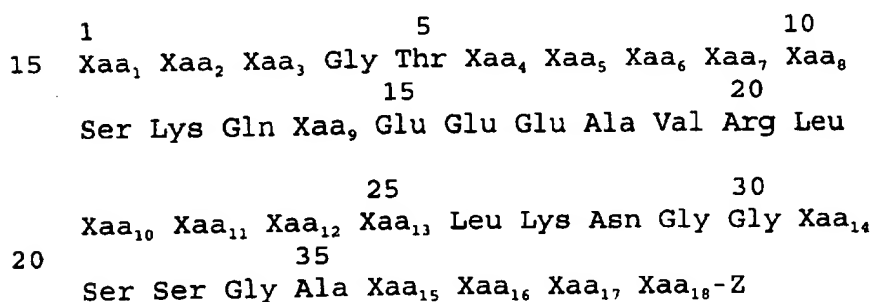 1 5 10
15 Xaa₁ Xaa₂ Xaa₃ Gly Thr Xaa₄ Xaa₅ Xaa₆ Xaa₇ Xaa₈
15 20
Ser Lys Gln Xaa₉ Glu Glu Glu Ala Val Arg Leu
25 30
Xaa₁₀ Xaa₁₁ Xaa₁₂ Xaa₁₃ Leu Lys Asn Gly Gly Xaa₁₄
20 35
Ser Ser Gly Ala Xaa₁₅ Xaa₁₆ Xaa₁₇ Xaa₁₈-Z